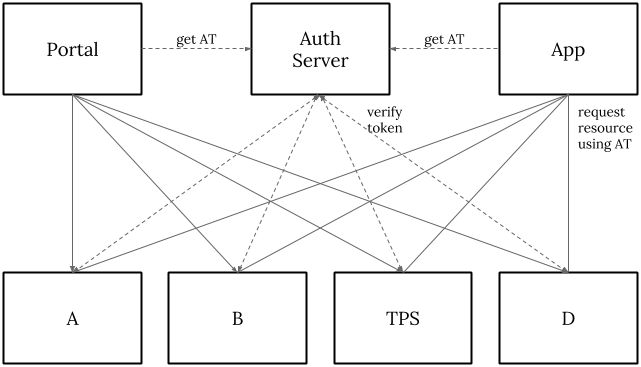 Portal
get AT
Auth
Server
get AT
App
verify
token
request
resource
using AT
A
B
TPS
D